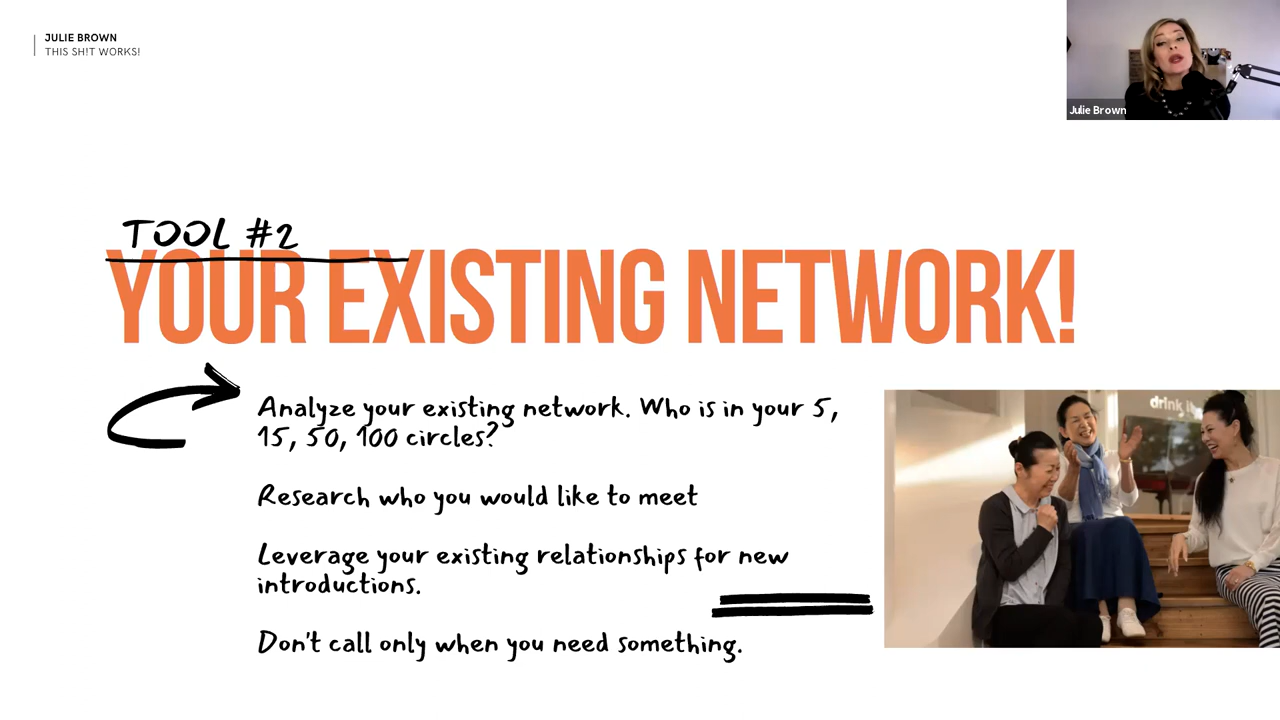 JULIE BROWN
THIS SH!T WORKS!
Julie Brown
TOOL #2
YOUR EXISTING NETWORK!
Analyze your existing network. Who is in your 5,
15, 50, 100 circles?
Research who you would like to meet
Leverage your existing relationships for new
introductions.
Don't call only when you need something.
drink